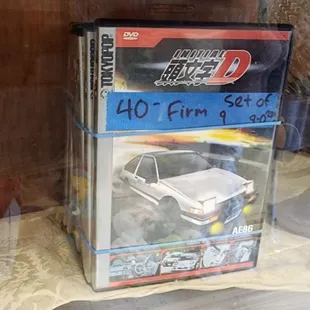 TOKYOPOP
DVD
INITIAL
頭文字D
40- Firm
Set of
9
AE86